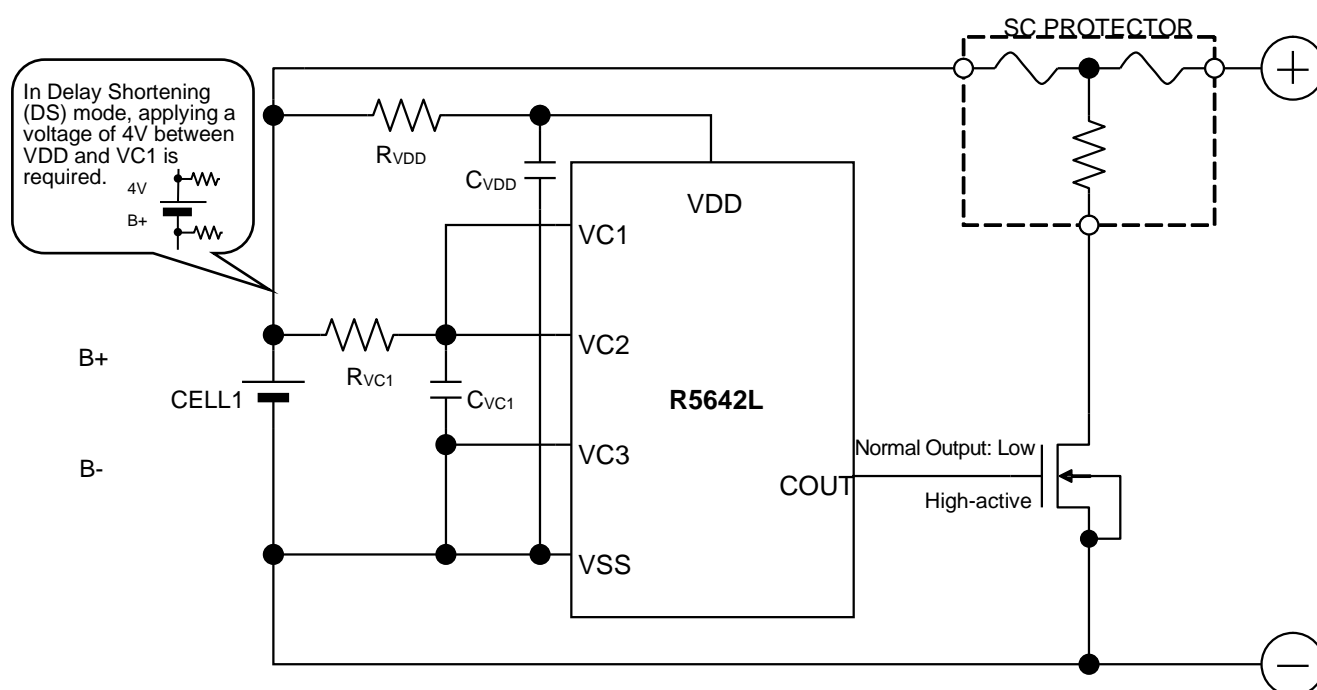 SC PROTECTOR
In Delay Shortening
(DS) mode, applying a
voltage of 4V between
VDD and VC1 is
required.
4V
B+
RVDD
CVDD
VDD
VC1
VC2
B+
RVC1
CELL1
CVC1
R5642L
VC3
Normal Output: Low
B-
COUT
High-active
VSS
+
−